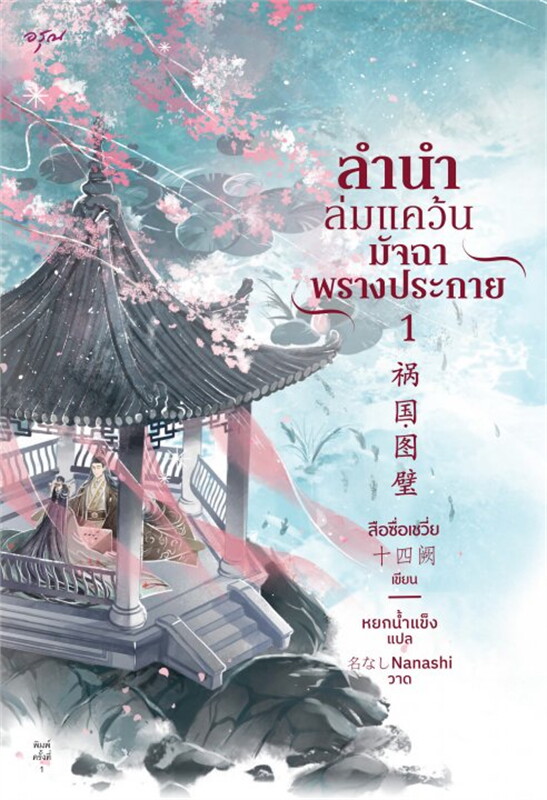 อรุณ
ลำนำ
ล่มแคว้น
มัจฉา
พรางประกาย
1
祸
国·
图
璧
สือซื่อเชวี่ย
十四阙
เขียน
หยกน้ำแข็ง
แปล
名なしNanashi
วาด
พิมพ์
ครั้งที่
1